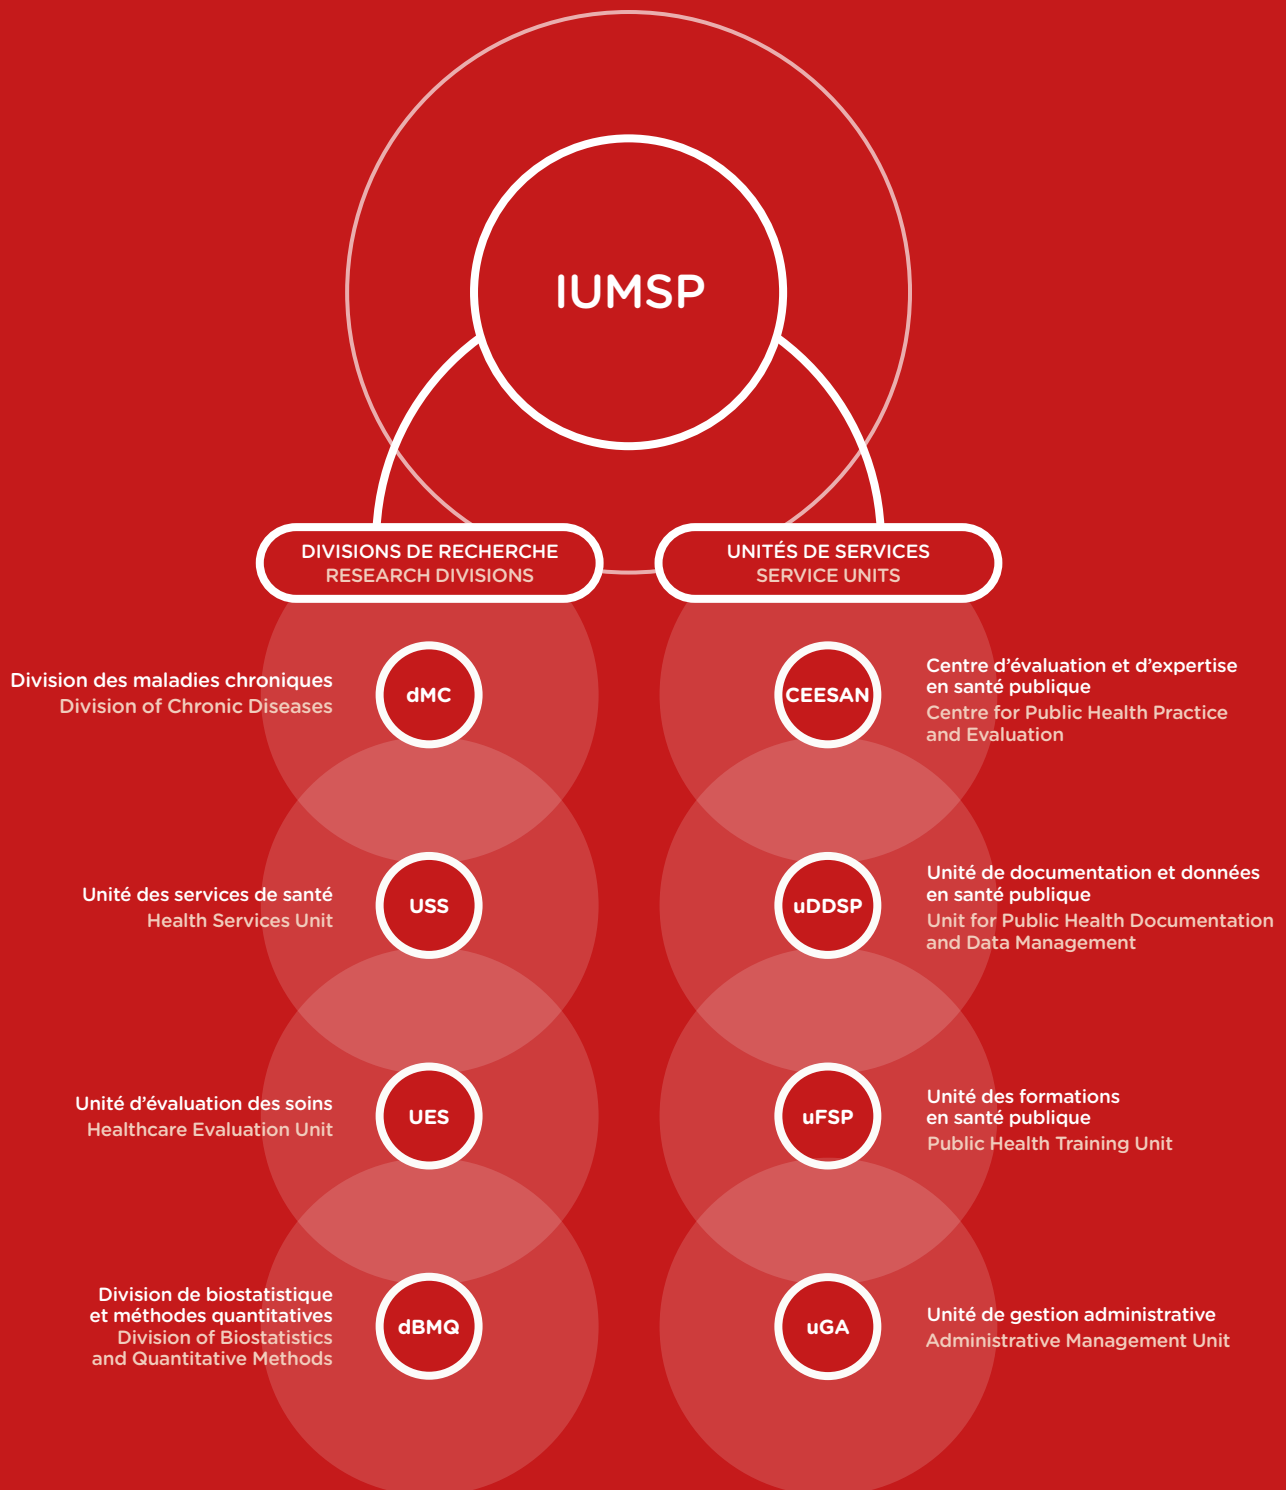 IUMSP
DIVISIONS DE RECHERCHE
RESEARCH DIVISIONS
Division des maladies chroniques
Division of Chronic Diseases
dMC
Unité des services de santé
Health Services Unit
USS
Unité d'évaluation des soins
Healthcare Evaluation Unit
UES
Division de biostatistique
et méthodes quantitatives
Division of Biostatistics
and Quantitative Methods
dBMQ
UNITÉS DE SERVICES
SERVICE UNITS
CEESAN
Centre d'évaluation et d'expertise
en santé publique
Centre for Public Health Practice
and Evaluation
uDDSP
Unité de documentation et données
en santé publique
Unit for Public Health Documentation
and Data Management
uFSP
Unité des formations
en santé publique
Public Health Training Unit
uGA
Unité de gestion administrative
Administrative Management Unit